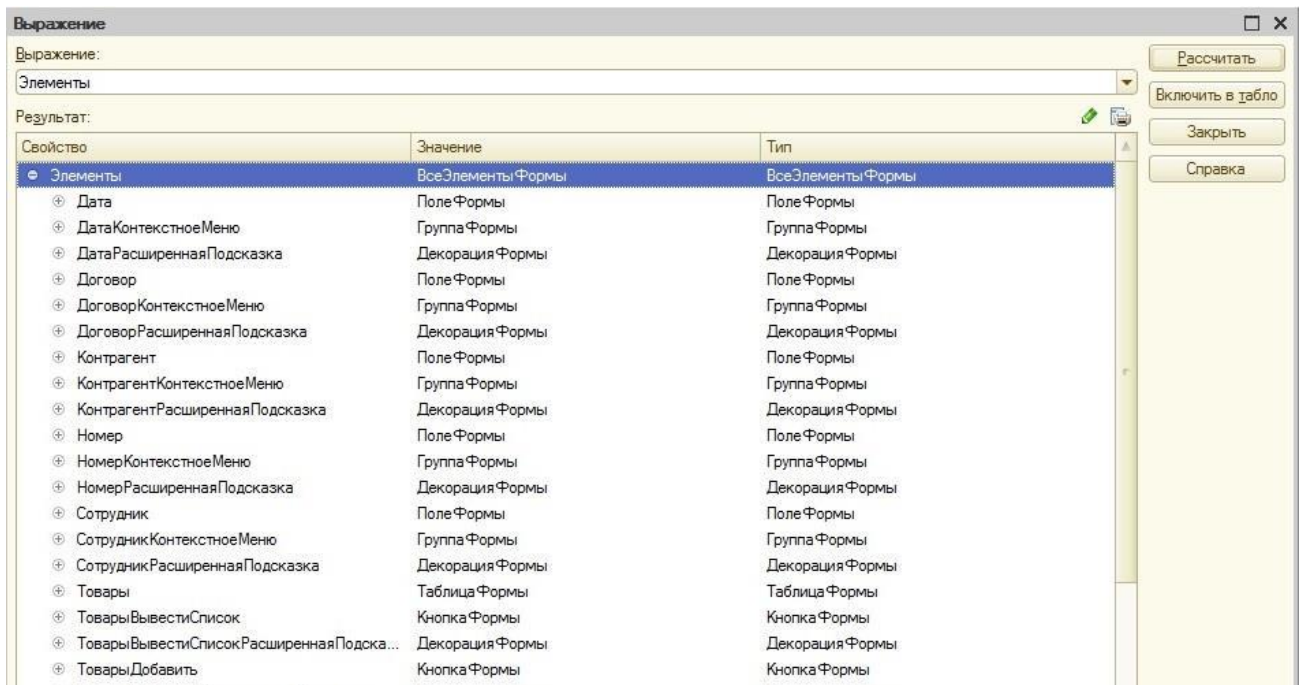 Выражение
Выражение:
Рассчитать
Элементы
Включить в табло
Результат:
Закрыть
Свойство Значение Тип
Справка
Элементы ВсеЭлементыФормы ВсеЭлементыФормы
Дата ПолеФормы ПолеФормы
ДатаКонтекстноеМеню ГруппаФормы ГруппаФормы
ДатаРасширеннаяПодсказка ДекорацияФормы ДекорацияФормы
Договор ПолеФормы ПолеФормы
ДоговорКонтекстноеМеню ГруппаФормы ГруппаФормы
ДоговорРасширеннаяПодсказка ДекорацияФормы ДекорацияФормы
Контрагент ПолеФормы ПолеФормы
КонтрагентКонтекстноеМеню ГруппаФормы ГруппаФормы
КонтрагентРасширеннаяПодсказка ДекорацияФормы ДекорацияФормы
Номер ПолеФормы ПолеФормы
НомерКонтекстноеМеню ГруппаФормы ГруппаФормы
НомерРасширеннаяПодсказка ДекорацияФормы ДекорацияФормы
Сотрудник ПолеФормы ПолеФормы
СотрудникКонтекстноеМеню ГруппаФормы ГруппаФормы
СотрудникРасширеннаяПодсказка ДекорацияФормы ДекорацияФормы
Товары ТаблицаФормы ТаблицаФормы
ТоварыВывестиСписок КнопкаФормы КнопкаФормы
ТоварыВывестиСписокРасширеннаяПодска... ДекорацияФормы ДекорацияФормы
ТоварыДобавить КнопкаФормы КнопкаФормы